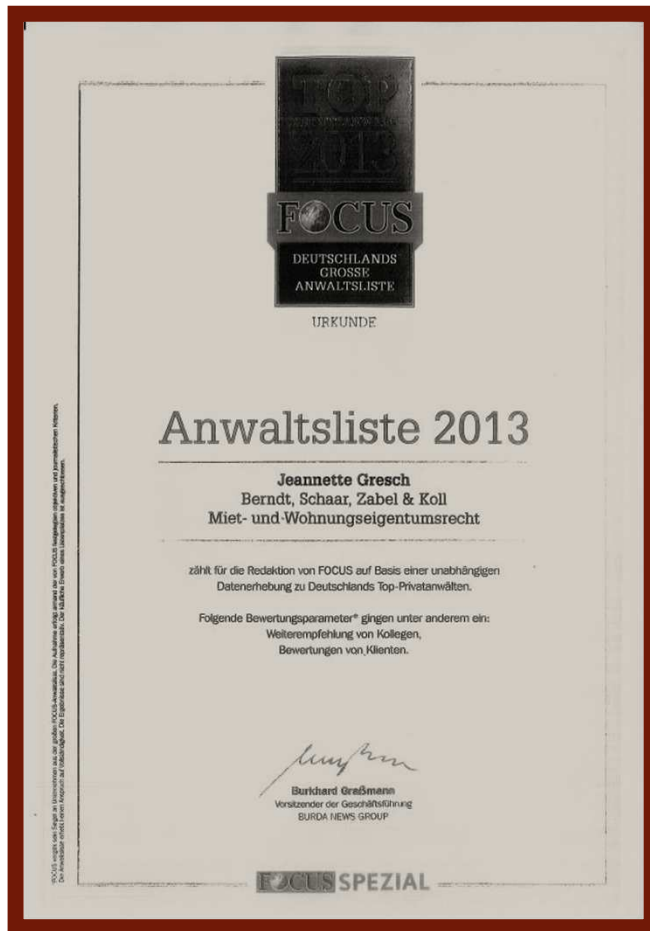 TOP
2013
FOCUS
DEUTSCHLANDS
GROSSE
ANWALTSLISTE
URKUNDE
Anwaltsliste 2013
Jeannette Gresch
Berndt, Schaar, Zabel & Koll
Miet- und Wohnungseigentumsrecht
zählt für die Redaktion von FOCUS auf Basis einer unabhängigen
Datenerhebung zu Deutschlands Top-Privatanwälten.
Folgende Bewertungsparameter* gingen unter anderem ein:
Weiterempfehlung von Kollegen,
Bewertungen von Klienten.
Burkhard Graßmann
Vorsitzender der Geschäftsführung
BURDA NEWS GROUP
FOCUS SPEZIAL